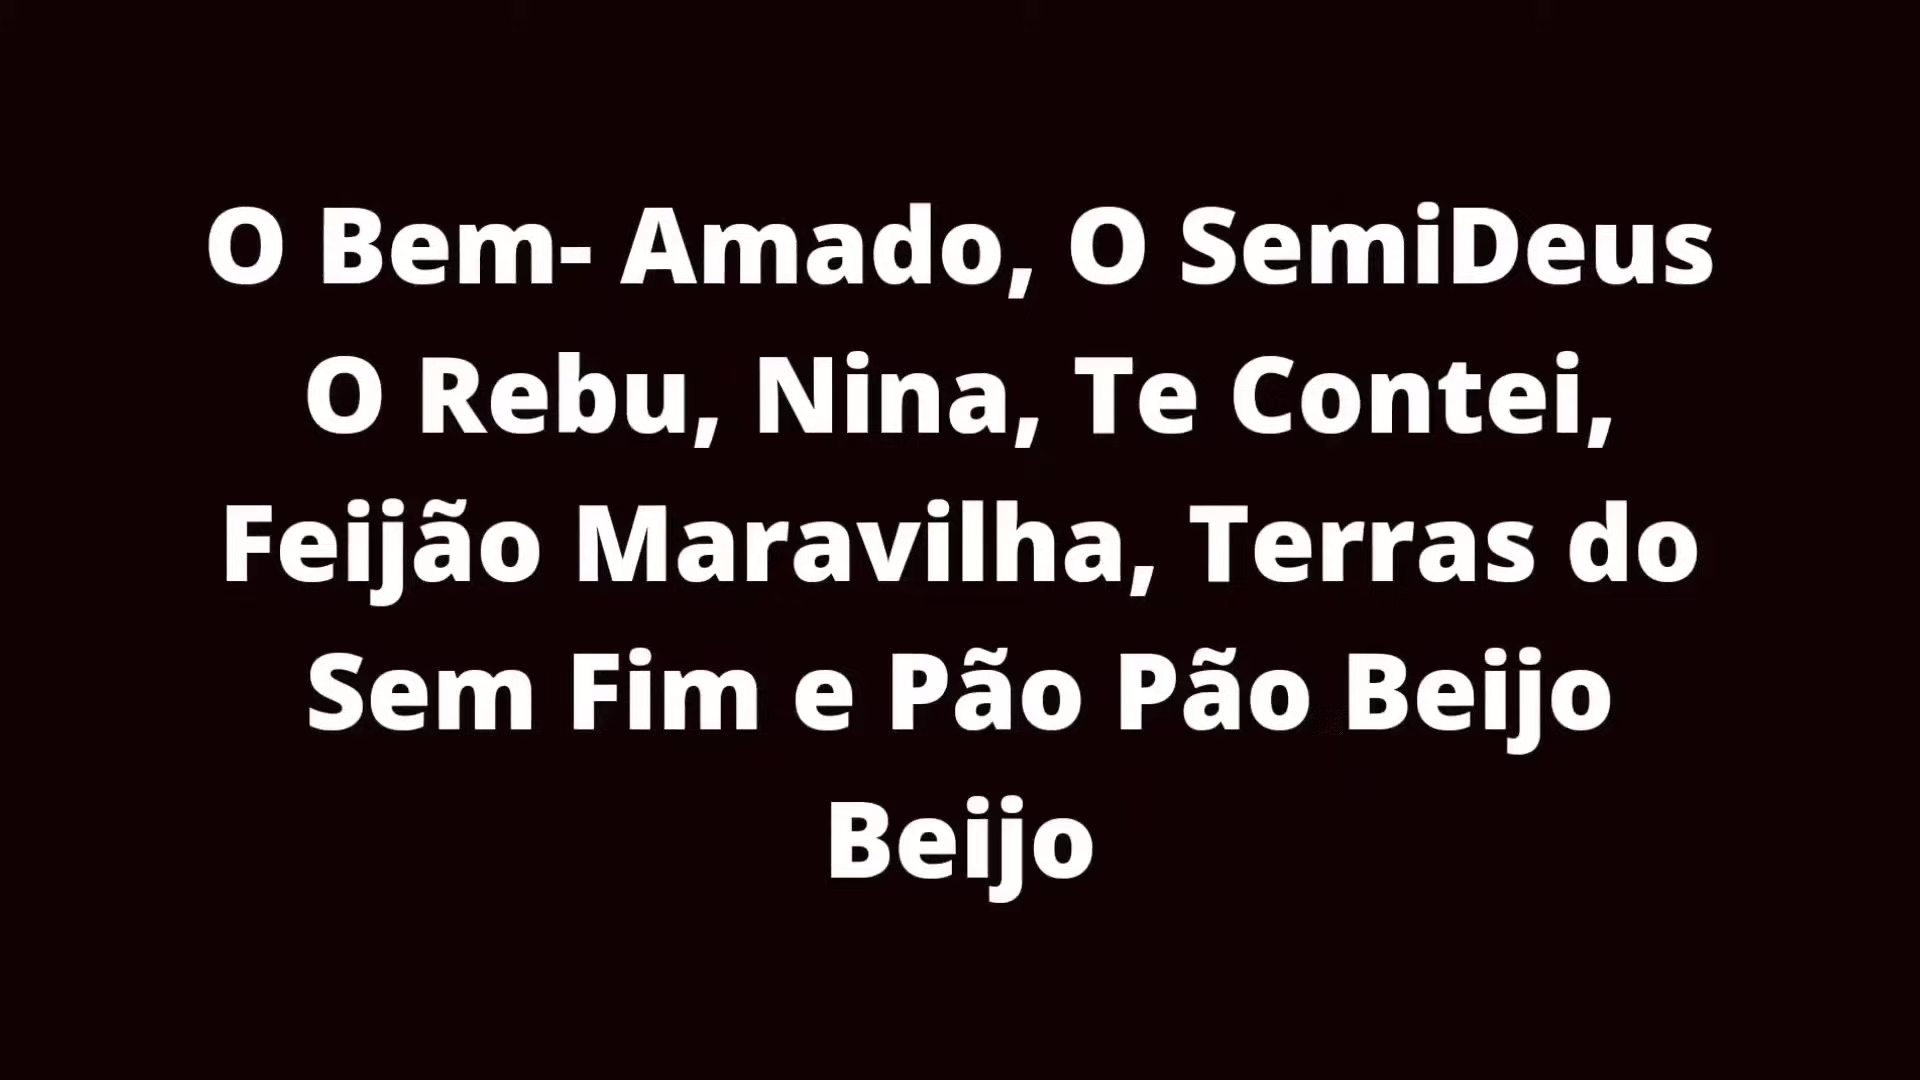 O Bem- Amado, O SemiDeus
O Rebu, Nina, Te Contei,
Feijão Maravilha, Terras do
Sem Fim e Pão Pão Beijo
Beijo